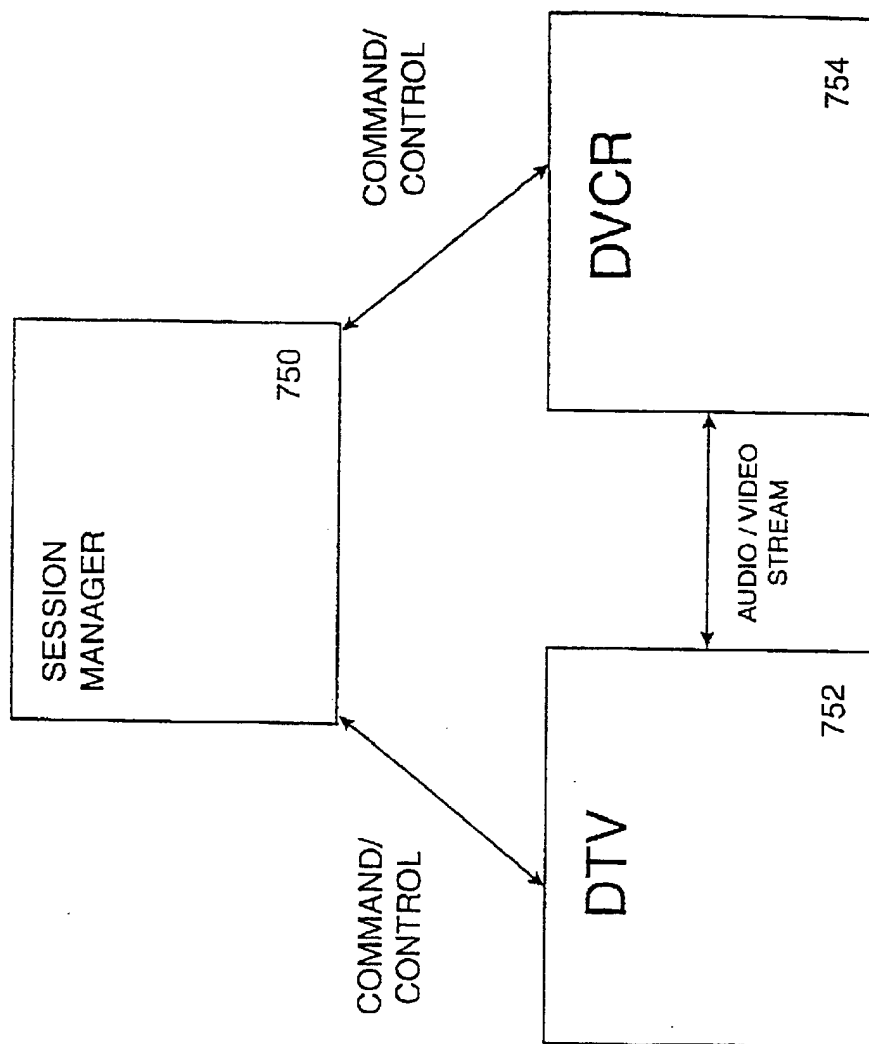 SESSION
MANAGER
750
COMMAND/
CONTROL
COMMAND/
CONTROL
DTV
752
AUDIO / VIDEO
STREAM
DVCR
754